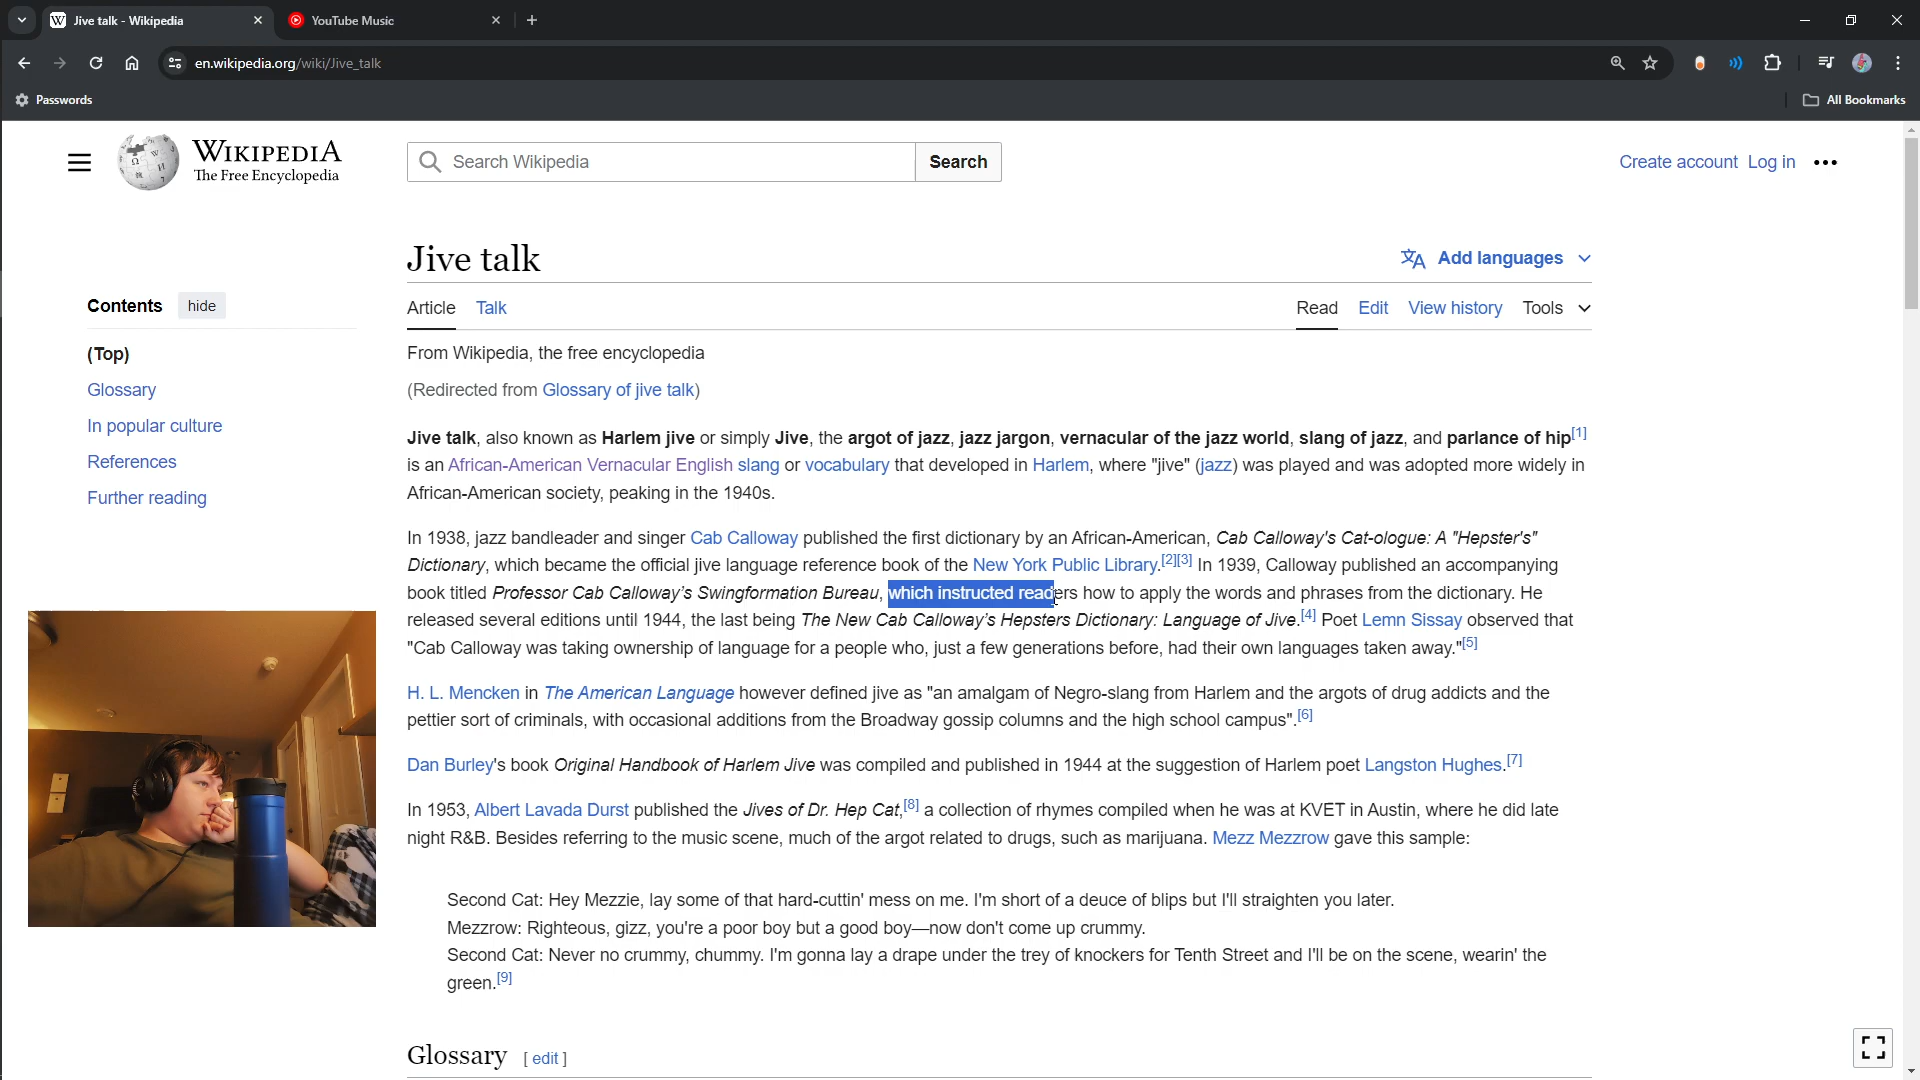 Jive talk - Wikipedia
YouTube Music
en.wikipedia.org/wiki/Jive_talk
Passwords
All Bookmarks
WIKIPEDIA
The Free Encyclopedia
Search Wikipedia
Search
Create account Log in
Jive talk
Add languages
Contents hide
(Top)
Glossary
In popular culture
References
Further reading
Article Talk
Read Edit View history Tools
From Wikipedia, the free encyclopedia
(Redirected from Glossary of jive talk)
Jive talk, also known as Harlem jive or simply Jive, the argot of jazz, jazz jargon, vernacular of the jazz world, slang of jazz, and parlance of hip[1]
is an African-American Vernacular English slang or vocabulary that developed in Harlem, where "jive" (jazz) was played and was adopted more widely in
African-American society, peaking in the 1940s.
In 1938, jazz bandleader and singer Cab Calloway published the first dictionary by an African-American, Cab Calloway's Cat-ologue: A "Hepster's"
Dictionary, which became the official jive language reference book of the New York Public Library.[2][3] In 1939, Calloway published an accompanying
book titled Professor Cab Calloway's Swingformation Bureau, which instructed readers how to apply the words and phrases from the dictionary. He
released several editions until 1944, the last being The New Cab Calloway's Hepsters Dictionary: Language of Jive.[4] Poet Lemn Sissay observed that
"Cab Calloway was taking ownership of language for a people who, just a few generations before, had their own languages taken away."[5]
H. L. Mencken in The American Language however defined jive as "an amalgam of Negro-slang from Harlem and the argots of drug addicts and the
pettier sort of criminals, with occasional additions from the Broadway gossip columns and the high school campus".[6]
Dan Burley's book Original Handbook of Harlem Jive was compiled and published in 1944 at the suggestion of Harlem poet Langston Hughes.[7]
In 1953, Albert Lavada Durst published the Jives of Dr. Hep Cat,[8] a collection of rhymes compiled when he was at KVET in Austin, where he did late
night R&B. Besides referring to the music scene, much of the argot related to drugs, such as marijuana. Mezz Mezzrow gave this sample:
Second Cat: Hey Mezzie, lay some of that hard-cuttin' mess on me. I'm short of a deuce of blips but I'll straighten you later.
Mezzrow: Righteous, gizz, you're a poor boy but a good boy—now don't come up crummy.
Second Cat: Never no crummy, chummy. I'm gonna lay a drape under the trey of knockers for Tenth Street and I'll be on the scene, wearin' the
green.[9]
Glossary [ edit ]